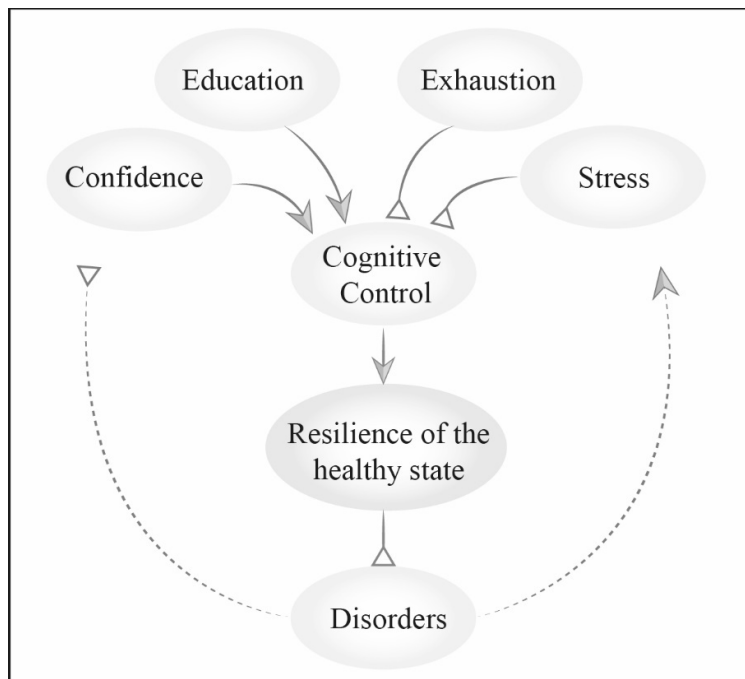 Education
Exhaustion
Confidence
Stress
Cognitive
Control
Resilience of the
healthy state
Disorders